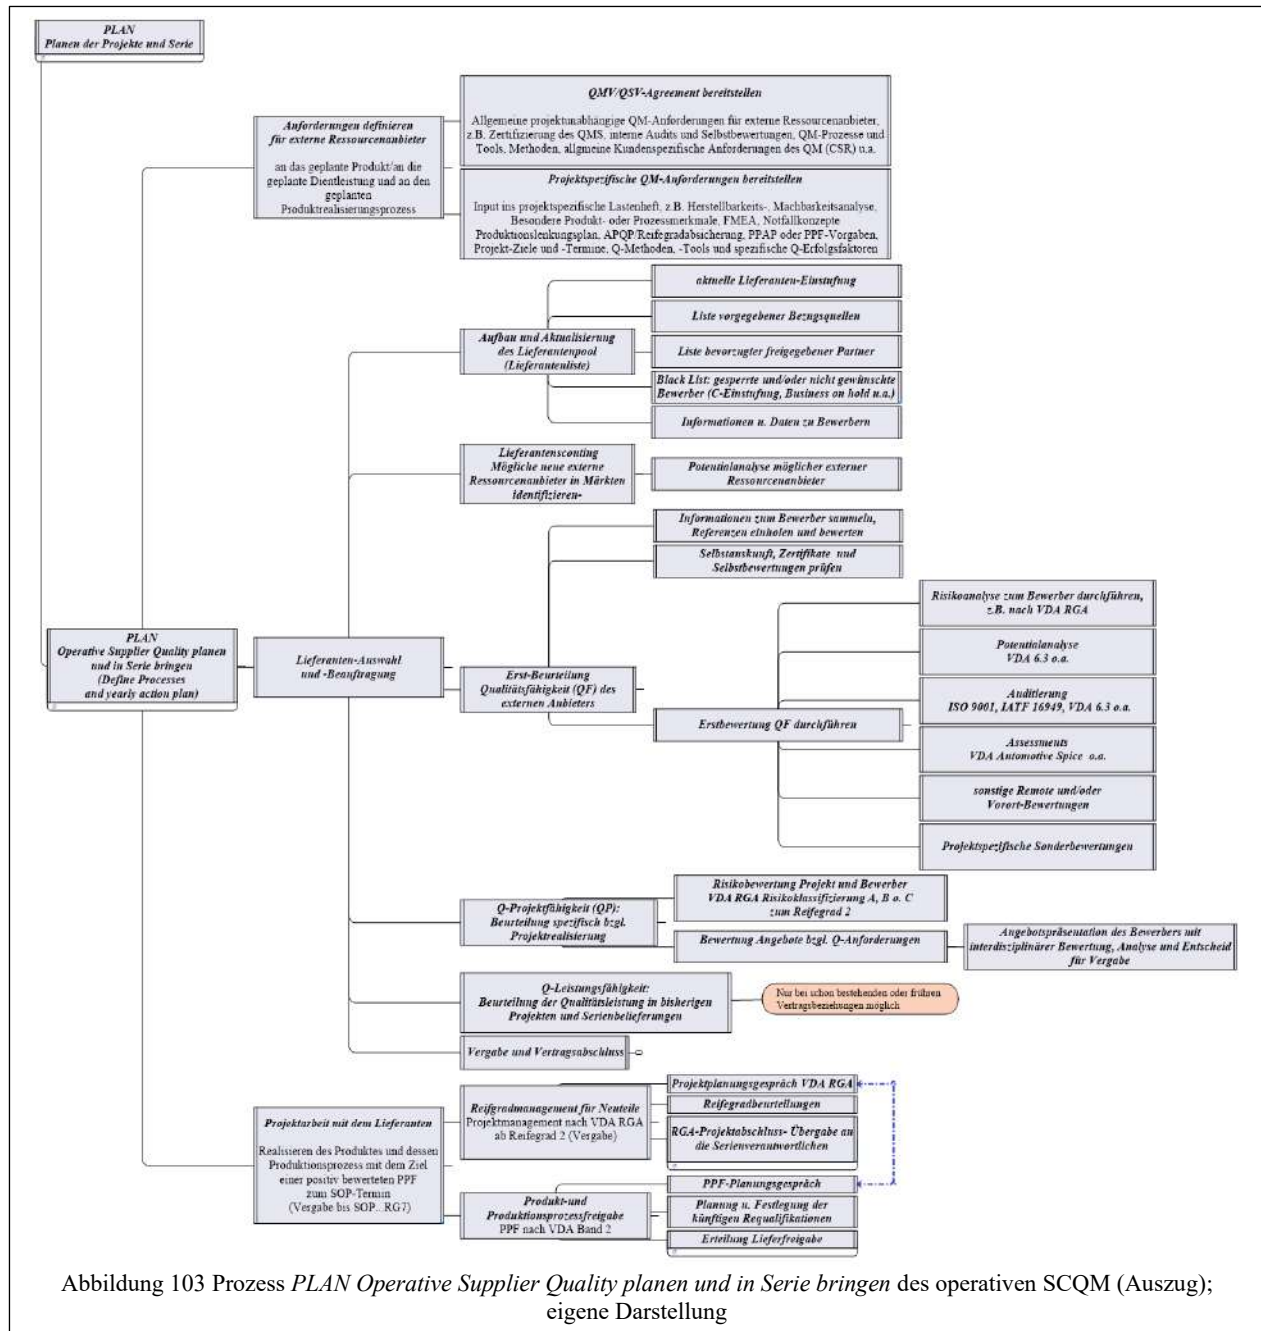 PLAN
Planen der Projekte und Serie
Anforderungen definieren
für externe Ressourcenanbieter
an das geplante Produkt/an die
geplante Dientleistung und an den
geplanten
Produktrealisierungsprozess
QMV/QSV-Agreement bereitstellen
Allgemeine projektunabhängige QM-Anforderungen für externe Ressourcenanbieter,
z.B. Zertifizierung des QMS, interne Audits und Selbstbewertungen, QM-Prozesse und
Tools, Methoden, allgmeine Kundenspezifische Anforderungen des QM (CSR) u.a.
Projektspezifische QM-Anforderungen bereitstellen
Input ins projektspezifische Lastenheft, z.B. Herstellbarkeits-, Machbarkeitsanalyse,
Besondere Produkt- oder Prozessmerkmale, FMEA, Notfallkonzepte
Produktionslenkungsplan, APQP/Reifegradabsicherung, PPAP oder PPF-Vorgaben,
Projekt-Ziele und -Termine, Q-Methoden, -Tools und spezifische Q-Erfolgsfaktoren
PLAN
Operative Supplier Quality planen
und in Serie bringen
(Define Processes
and yearly action plan)
Lieferanten-Auswahl
und -Beauftragung
Aufbau und Aktualisierung
des Lieferantenpool
(Lieferantenliste)
aktuelle Lieferanten-Einstufung
Liste vorgegebener Bezugsquellen
Liste bevorzugter freigegebener Partner
Black List: gesperrte und/oder nicht gewünschte
Bewerber (C-Einstufung, Business on hold u.a.)
Informationen u. Daten zu Bewerbern
Lieferantensconting
Mögliche neue externe
Ressourcenanbieter in Märkten
identifizieren-
Potentialanalyse möglicher externer
Ressourcenanbieter
Erst-Beurteilung
Qualitätsfähigkeit (QF) des
externen Anbieters
Informationen zum Bewerber sammeln,
Referenzen einholen und bewerten
Selbstauskunft, Zertifikate und
Selbstbewertungen prüfen
Erstbewertung QF durchführen
Risikoanalyse zum Bewerber durchführen,
z.B. nach VDA RGA
Potentialanalyse
VDA 6.3 o.a.
Auditierung
ISO 9001, IATF 16949, VDA 6.3 o.a.
Assessments
VDA Automotive Spice o.a.
sonstige Remote und/oder
Vorort-Bewertungen
Projektspezifische Sonderbewertungen
Q-Projektfähigkeit (QP):
Beurteilung spezifisch bzgl.
Projektrealisierung
Risikobewertung Projekt und Bewerber
VDA RGA Risikoklassifizierung A, B o. C
zum Reifegrad 2
Bewertung Angebote bzgl. Q-Anforderungen
Angebotspräsentation des Bewerbers mit
interdisziplinärer Bewertung, Analyse und Entscheid
für Vergabe
Q-Leistungsfähigkeit:
Beurteilung der Qualitätsleistung in bisherigen
Projekten und Serienbelieferungen
Nur bei schon bestehenden oder frühren
Vertragsbeziehungen möglich
Vergabe und Vertragsabschluss
Projektarbeit mit dem Lieferanten
Realisieren des Produktes und dessen
Produktionsprozess mit dem Ziel
einer positiv bewerteten PPF
zum SOP-Termin
(Vergabe bis SOP...RG7)
Reifgradmanagement für Neuteile
Projektmanagement nach VDA RGA
ab Reifegrad 2 (Vergabe)
Projektplanungsgespräch VDA RGA
Reifegradbeurteilungen
RGA-Projektabschluss- Übergabe an
die Serienverantwortlichen
Produkt-und
Produktionsprozessfreigabe
PPF nach VDA Band 2
PPF-Planungsgespräch
Planung u. Festlegung der
künftigen Requalifikationen
Erteilung Lieferfreigabe
Abbildung 103 Prozess PLAN Operative Supplier Quality planen und in Serie bringen des operativen SCQM (Auszug);
eigene Darstellung